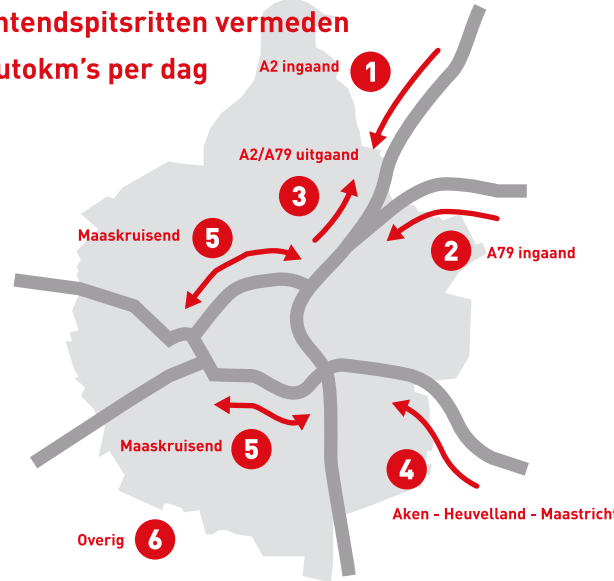 ntendspitsritten vermeden
utokm's per dag
A2 ingaand
1
A2/A79 uitgaand
3
Maaskruisend
5
2
A79 ingaand
Maaskruisend
5
4
Aken - Heuvelland - Maastricht
Overig
6